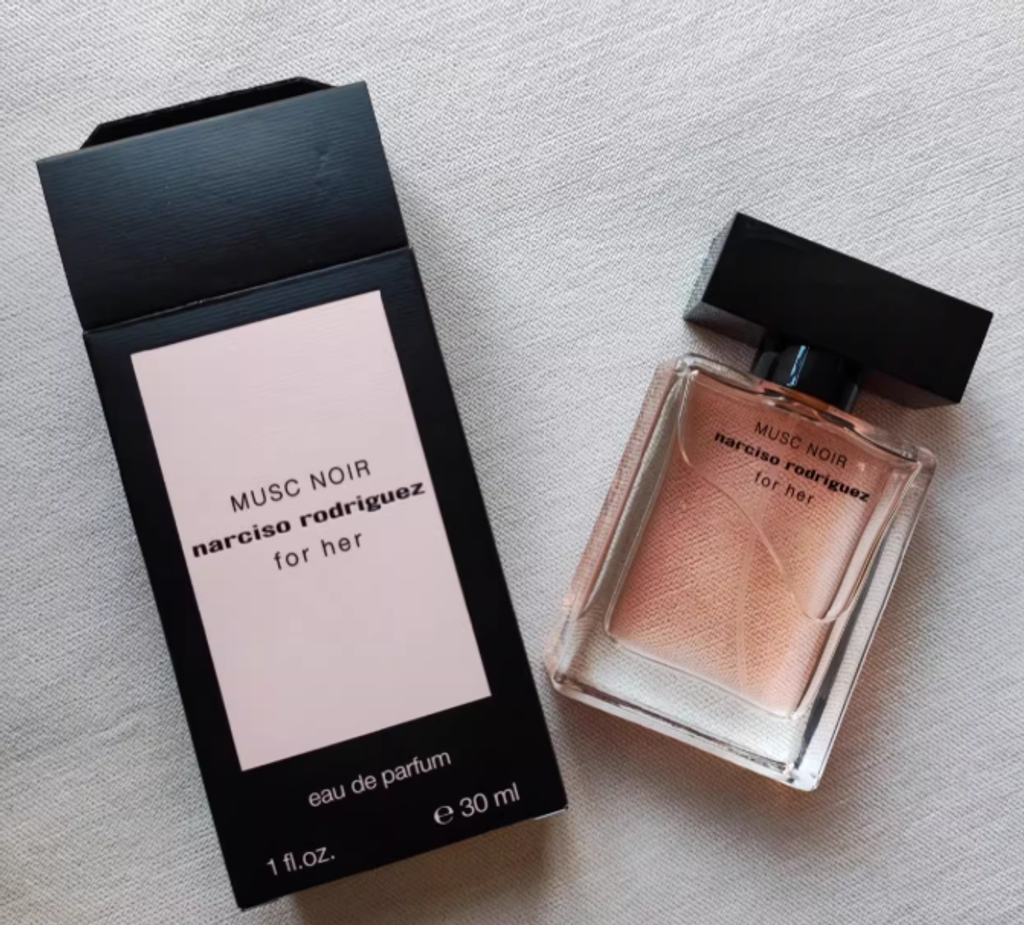 MUSC NOIR
narciso rodriguez
for her
eau de parfum
℮ 30 ml
1 fl.oz.
MUSC NOIR
narciso rodriguez
for her